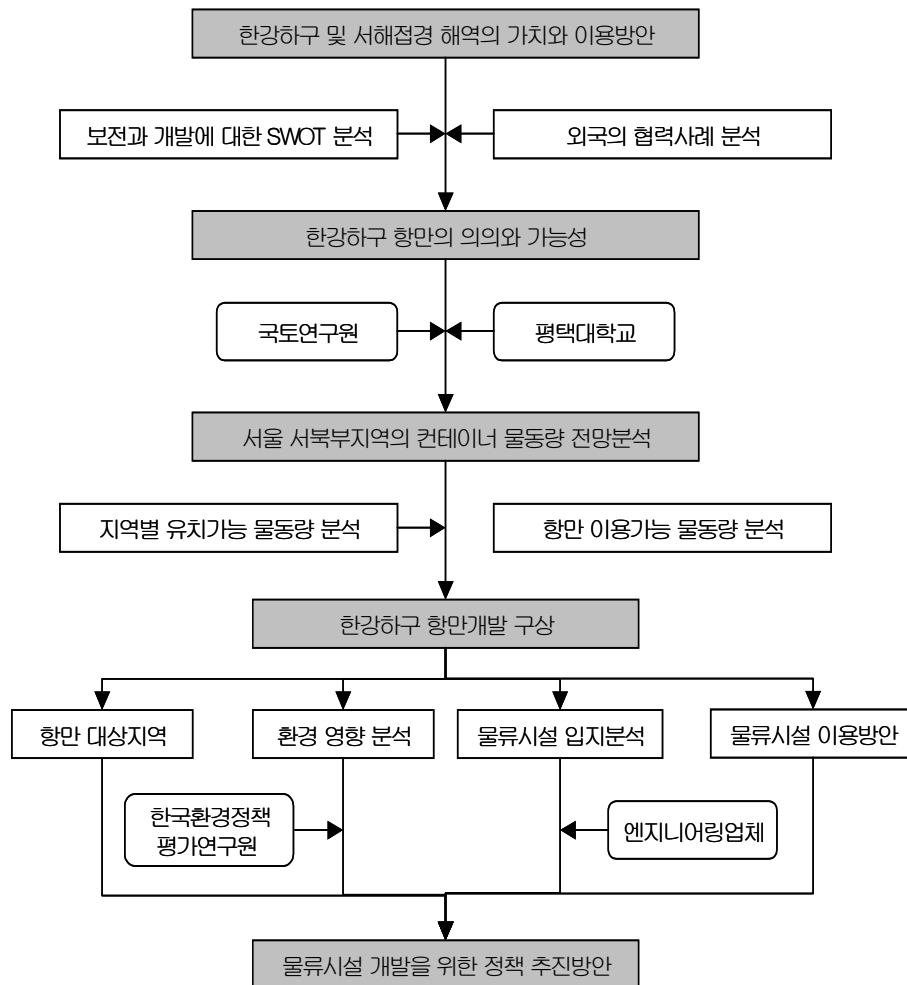 한강하구 및 서해접경 해역의 가치와 이용방안
보전과 개발에 대한 SWOT 분석
외국의 협력사례 분석
한강하구 항만의 의의와 가능성
국토연구원
평택대학교
서울 서북부지역의 컨테이너 물동량 전망분석
지역별 유치가능 물동량 분석
항만 이용가능 물동량 분석
한강하구 항만개발 구상
항만 대상지역
환경 영향 분석
물류시설 입지분석
물류시설 이용방안
한국환경정책
평가연구원
엔지니어링업체
물류시설 개발을 위한 정책 추진방안